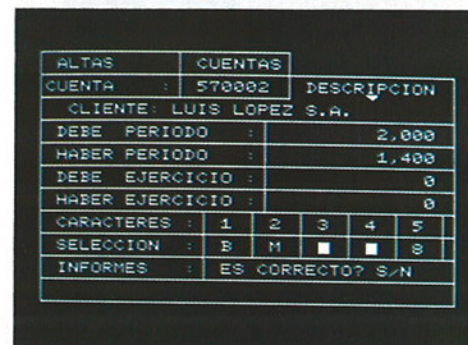 ALTAS CUENTAS
CUENTA : 570002 DESCRIPCION
CLIENTE: LUIS LOPEZ S.A.
DEBE PERIODO : 2,000
HABER PERIODO : 1,400
DEBE EJERCICIO : 0
HABER EJERCICIO : 0
CARACTERES : 1 2 3 4 5
SELECCION : B M ■ ■ 8
INFORMES : ES CORRECTO? S/N